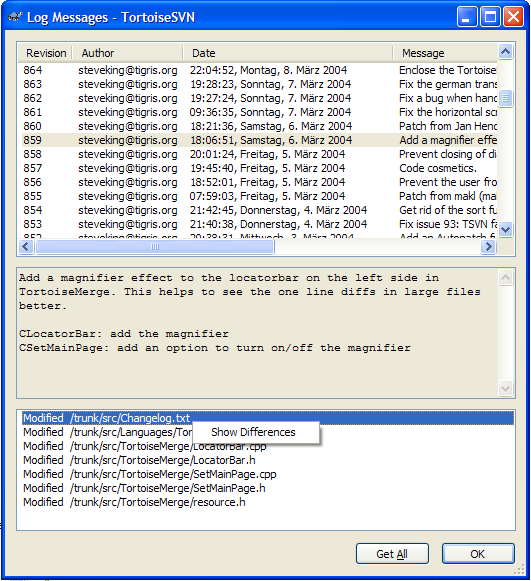 Log Messages - TortoiseSVN
Revision Author Date Message
864 steveking@tigris.org 22:04:52, Montag, 8. März 2004 Enclose the Tortoise
863 steveking@tigris.org 19:28:23, Sonntag, 7. März 2004 Fix the german trans
862 steveking@tigris.org 19:27:24, Sonntag, 7. März 2004 Fix a bug when hand
861 steveking@tigris.org 09:36:35, Sonntag, 7. März 2004 Fix the horizontal scr
860 steveking@tigris.org 18:21:36, Samstag, 6. März 2004 Patch from Jan Hend
859 steveking@tigris.org 18:06:51, Samstag, 6. März 2004 Add a magnifier effe
858 steveking@tigris.org 20:01:24, Freitag, 5. März 2004 Prevent closing of di
857 steveking@tigris.org 19:45:40, Freitag, 5. März 2004 Code cosmetics.
856 steveking@tigris.org 18:52:01, Freitag, 5. März 2004 Prevent the user fro
855 steveking@tigris.org 07:59:03, Freitag, 5. März 2004 Patch from makl (mai
854 steveking@tigris.org 21:42:45, Donnerstag, 4. März 2004 Get rid of the sort fu
853 steveking@tigris.org 21:40:38, Donnerstag, 4. März 2004 Fix issue 93: TSVN fa
852 steveking@tigris.org 20:38:31, Mittwoch, 3. März 2004 Add an Autopatch f
Add a magnifier effect to the locatorbar on the left side in
TortoiseMerge. This helps to see the one line diffs in large files
better.
CLocatorBar: add the magnifier
CSetMainPage: add an option to turn on/off the magnifier
Modified /trunk/src/Changelog.txt
Modified /trunk/src/Languages/Tor
Show Differences
Modified /trunk/src/TortoiseMerge/LocatorBar.cpp
Modified /trunk/src/TortoiseMerge/LocatorBar.h
Modified /trunk/src/TortoiseMerge/SetMainPage.cpp
Modified /trunk/src/TortoiseMerge/SetMainPage.h
Modified /trunk/src/TortoiseMerge/resource.h
Get All OK